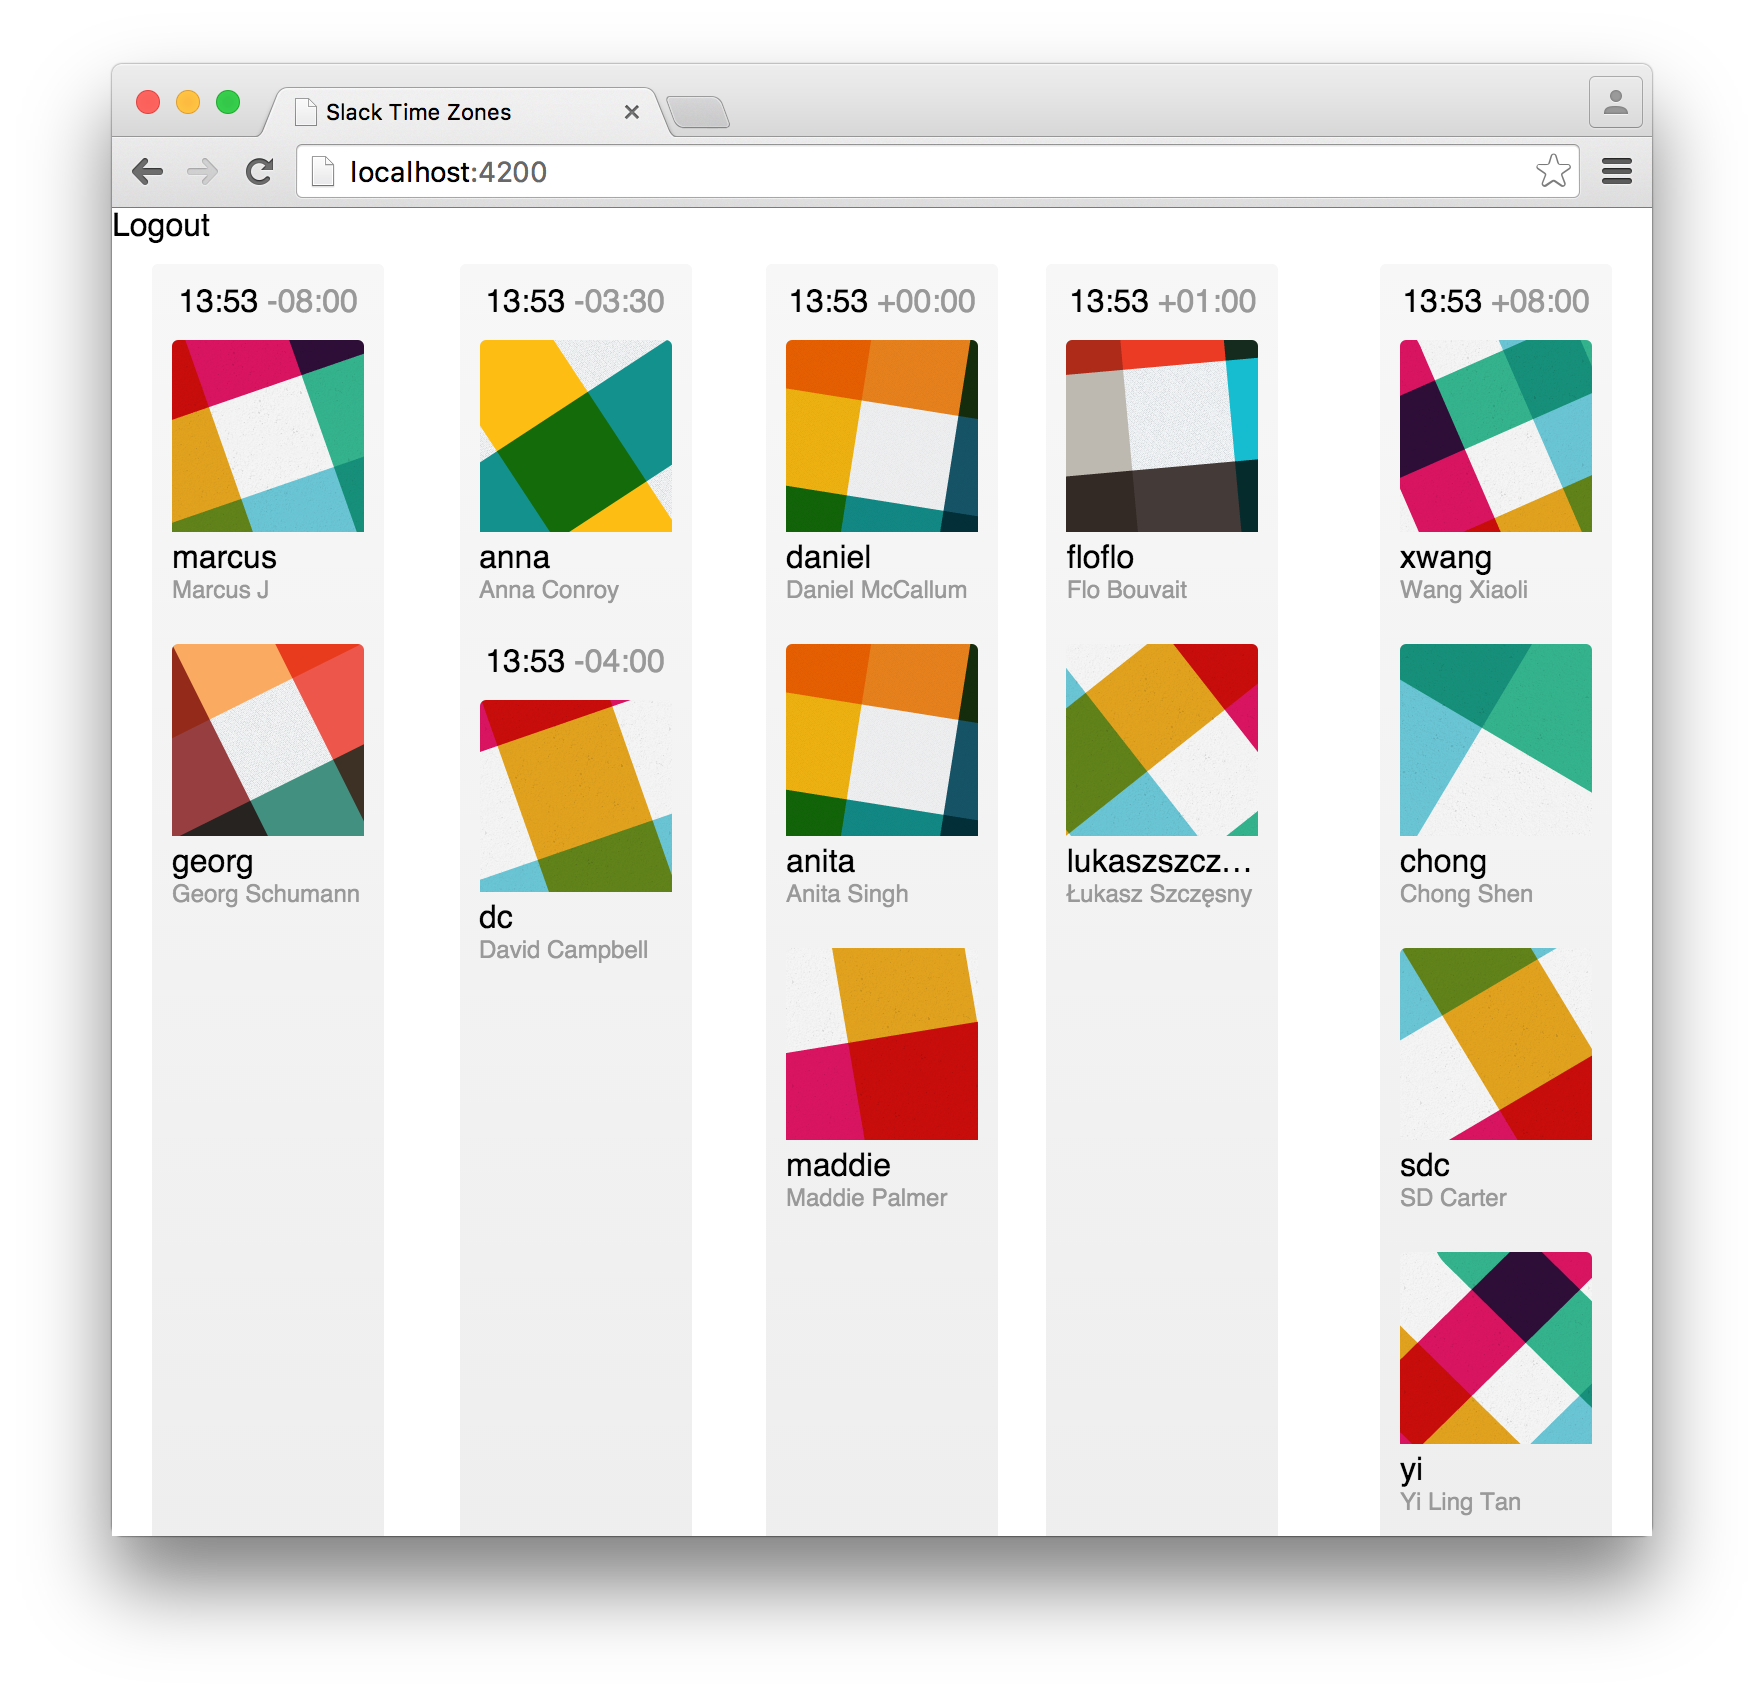 Slack Time Zones
localhost:4200
Logout
13:53 -08:00
marcus
Marcus J
georg
Georg Schumann
13:53 -03:30
anna
Anna Conroy
13:53 -04:00
dc
David Campbell
13:53 +00:00
daniel
Daniel McCallum
anita
Anita Singh
maddie
Maddie Palmer
13:53 +01:00
floflo
Flo Bouvait
lukaszszcz…
Łukasz Szczęsny
13:53 +08:00
xwang
Wang Xiaoli
chong
Chong Shen
sdc
SD Carter
yi
Yi Ling Tan